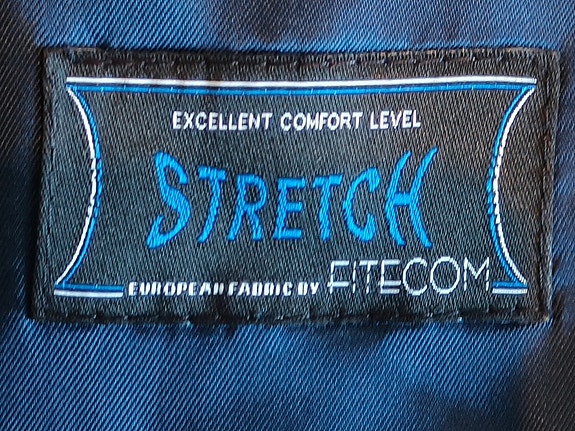 EXCELLENT COMFORT LEVEL
STRETCH
EUROPEAN FABRIC BY FITECOM